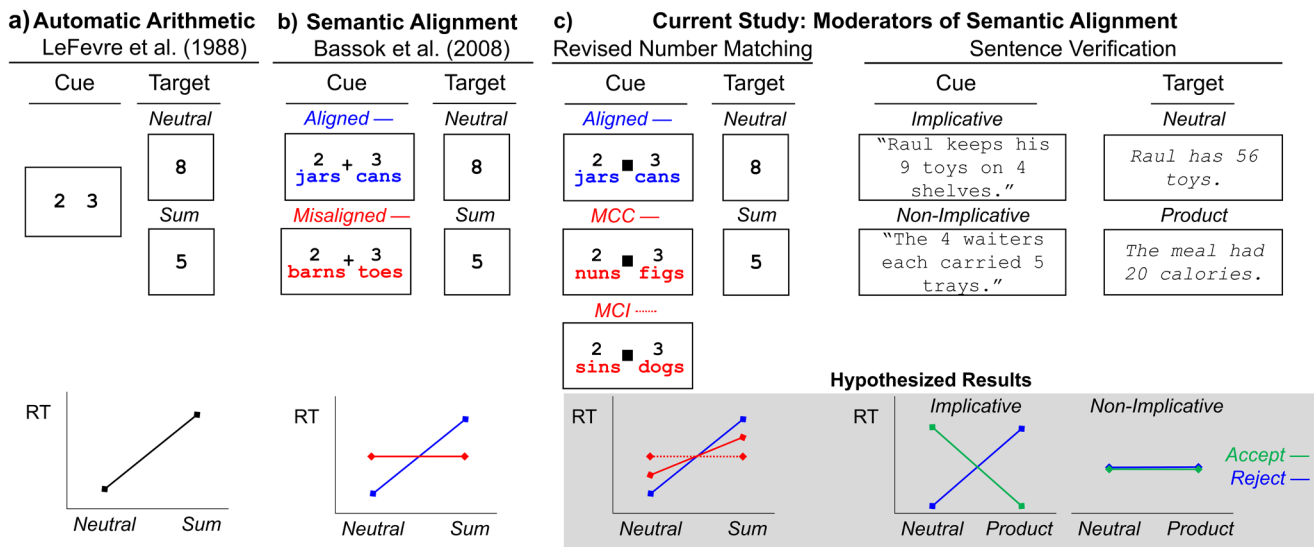 a) Automatic Arithmetic
LeFevre et al. (1988)
Cue
Target
Neutral
8
2 3
Sum
5
RT
Neutral Sum
b) Semantic Alignment
Bassok et al. (2008)
Cue
Target
Aligned —
Neutral
2 + 3
jars cans
8
Misaligned —
Sum
2 + 3
barns toes
5
RT
Neutral Sum
c) Current Study: Moderators of Semantic Alignment
Revised Number Matching
Cue
Target
Aligned —
Neutral
2 ■ 3
jars cans
8
MCC —
Sum
2 ■ 3
nuns figs
5
MCI ······
2 ■ 3
sins dogs
Sentence Verification
Cue
Target
Implicative
Neutral
"Raul keeps his
9 toys on 4
shelves."
Raul has 56
toys.
Non-Implicative
Product
"The 4 waiters
each carried 5
trays."
The meal had
20 calories.
Hypothesized Results
RT
Neutral Sum
RT
Implicative
Neutral Product
Non-Implicative
Neutral Product
Accept —
Reject —